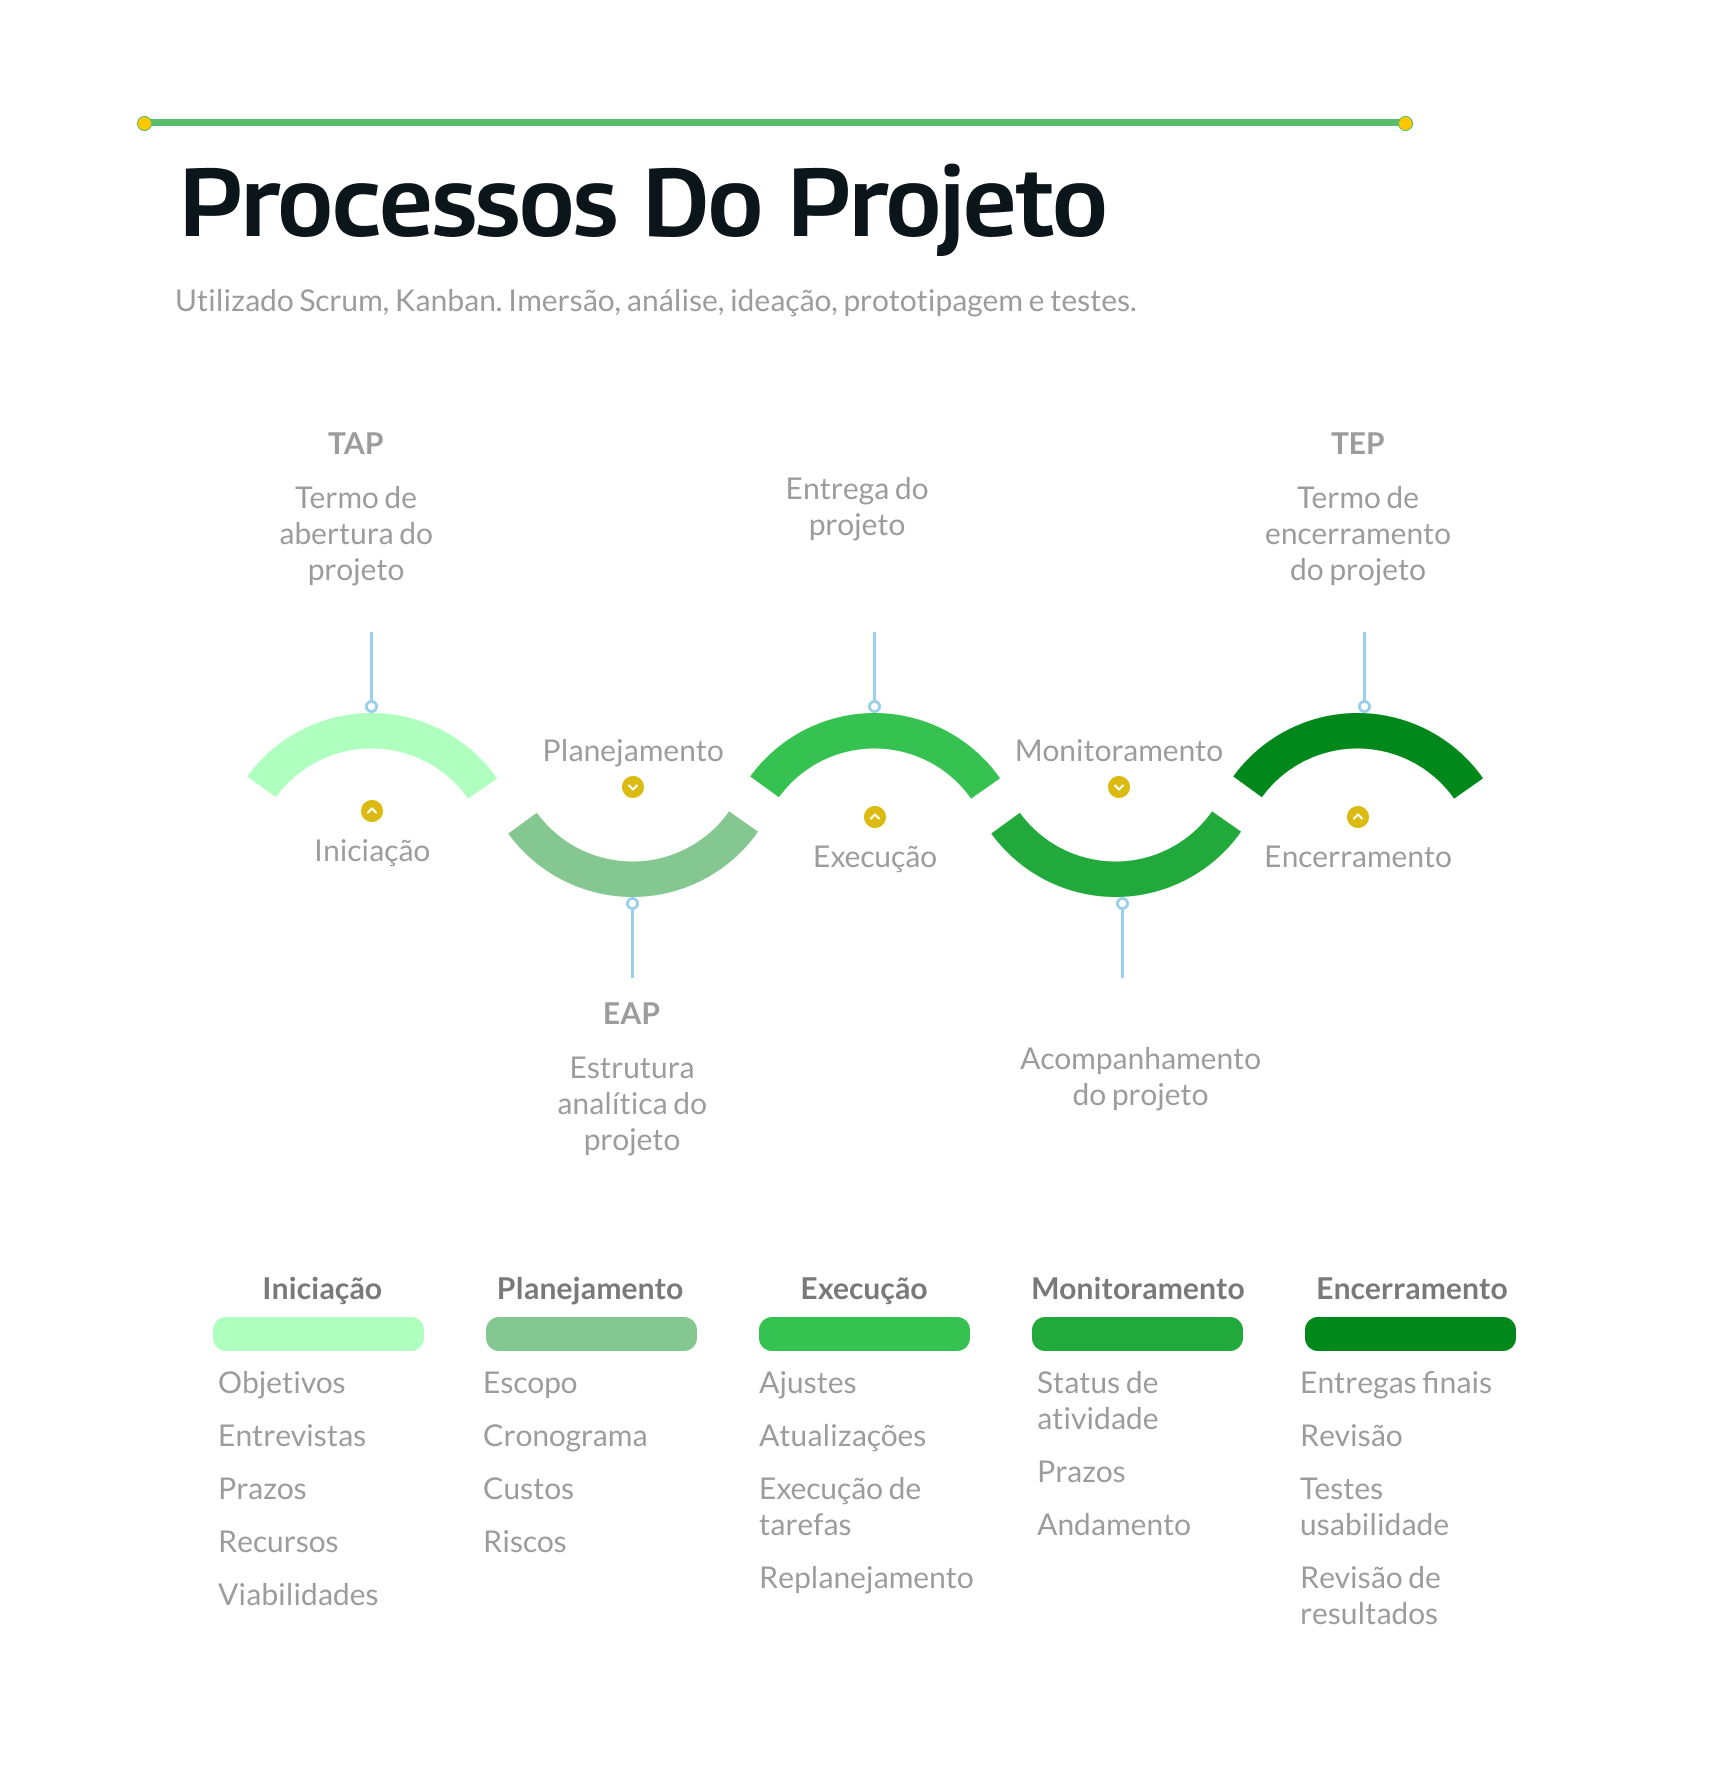 Processos Do Projeto
Utilizado Scrum, Kanban. Imersão, análise, ideação, prototipagem e testes.
TAP
Termo de
abertura do
projeto
Entrega do
projeto
TEP
Termo de
encerramento
do projeto
Iniciação
Planejamento
Execução
Monitoramento
Encerramento
EAP
Estrutura
analítica do
projeto
Acompanhamento
do projeto
Iniciação
Objetivos
Entrevistas
Prazos
Recursos
Viabilidades
Planejamento
Escopo
Cronograma
Custos
Riscos
Execução
Ajustes
Atualizações
Execução de
tarefas
Replanejamento
Monitoramento
Status de
atividade
Prazos
Andamento
Encerramento
Entregas finais
Revisão
Testes
usabilidade
Revisão de
resultados